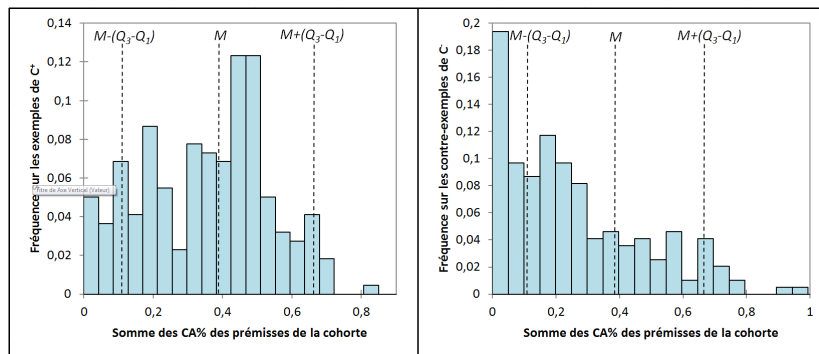 Fréquence sur les exemples de C⁺
0,14
0,12
0,1
0,08
0,06
0,04
0,02
0
M-(Q₃-Q₁)
M
M+(Q₃-Q₁)
Titre de Axe Vertical (Valeur)
0
0,2
0,4
0,6
0,8
Somme des CA% des prémisses de la cohorte
Fréquence sur les contre-exemples de C⁻
0,2
0,18
0,16
0,14
0,12
0,1
0,08
0,06
0,04
0,02
0
M-(Q₃-Q₁)
M
M+(Q₃-Q₁)
0
0,2
0,4
0,6
0,8
1
Somme des CA% des prémisses de la cohorte